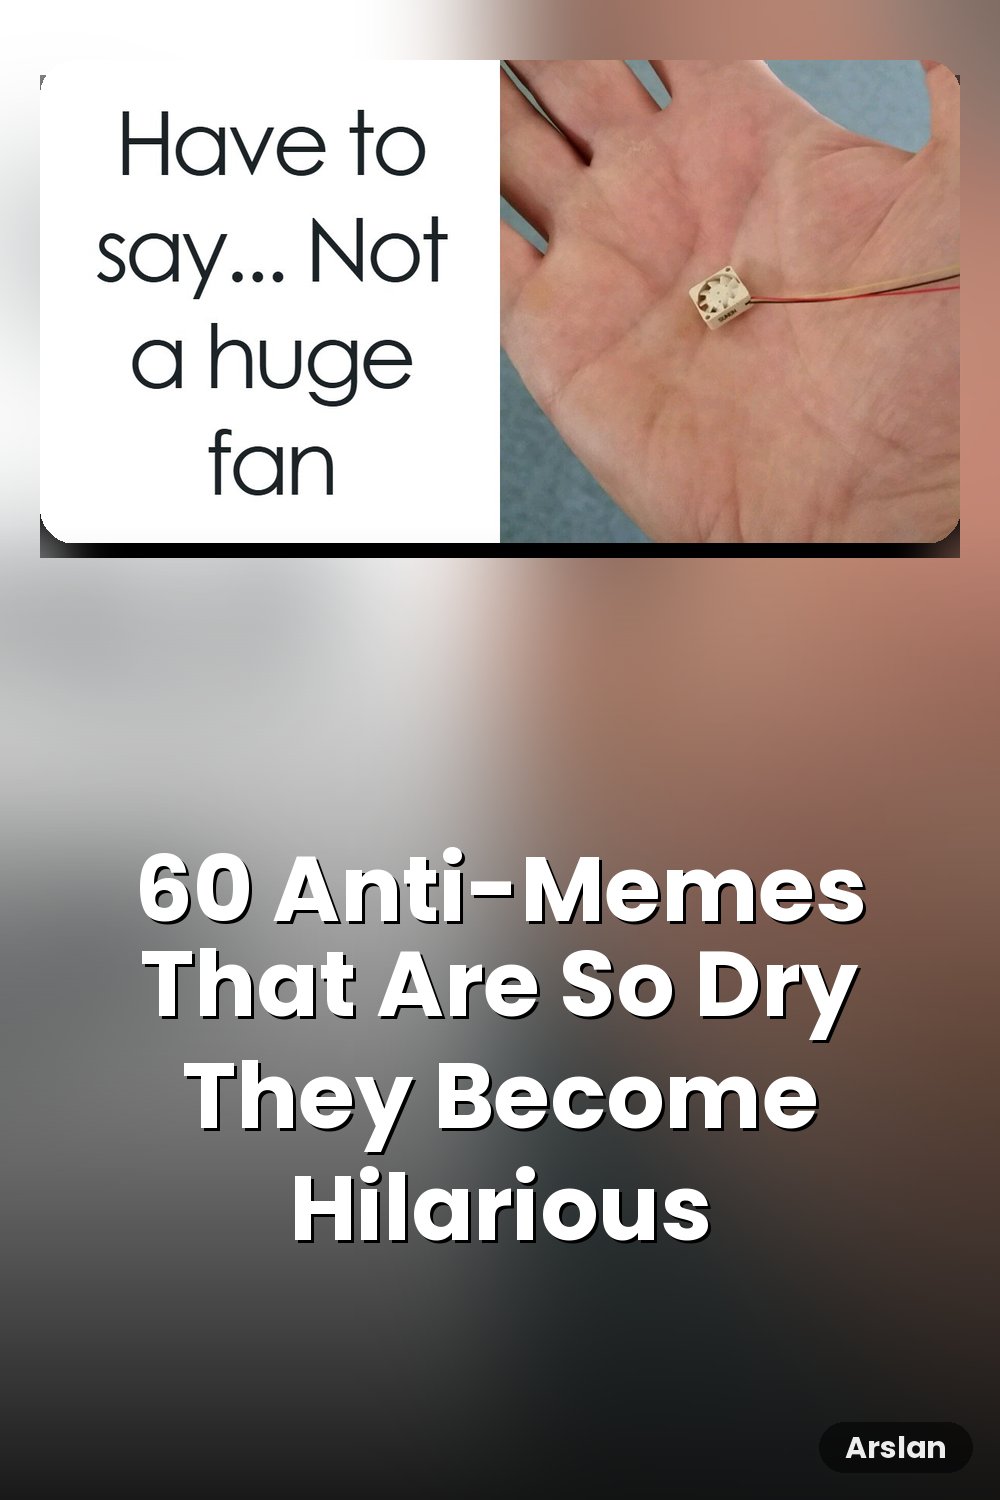 Have to
say... Not
a huge
fan
60 Anti-Memes
That Are So Dry
They Become
Hilarious
Arslan